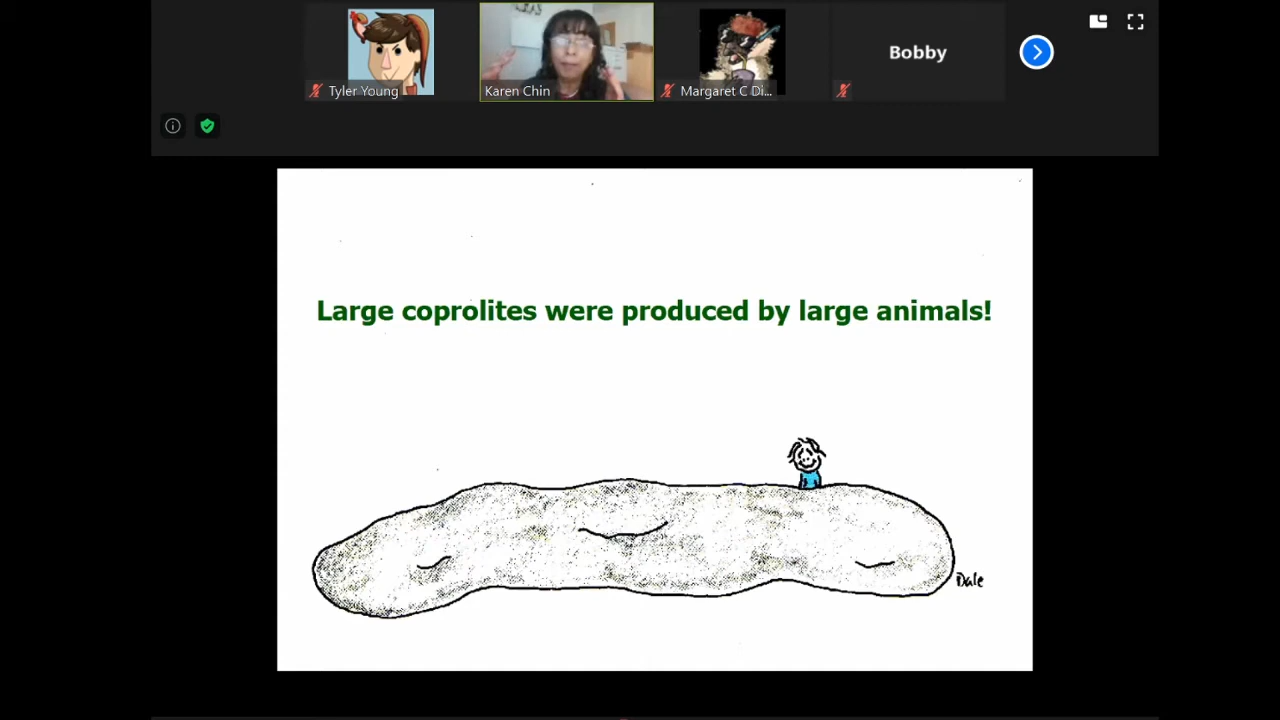 Tyler Young
Karen Chin
Margaret C Di...
Bobby
Large coprolites were produced by large animals!
Dale